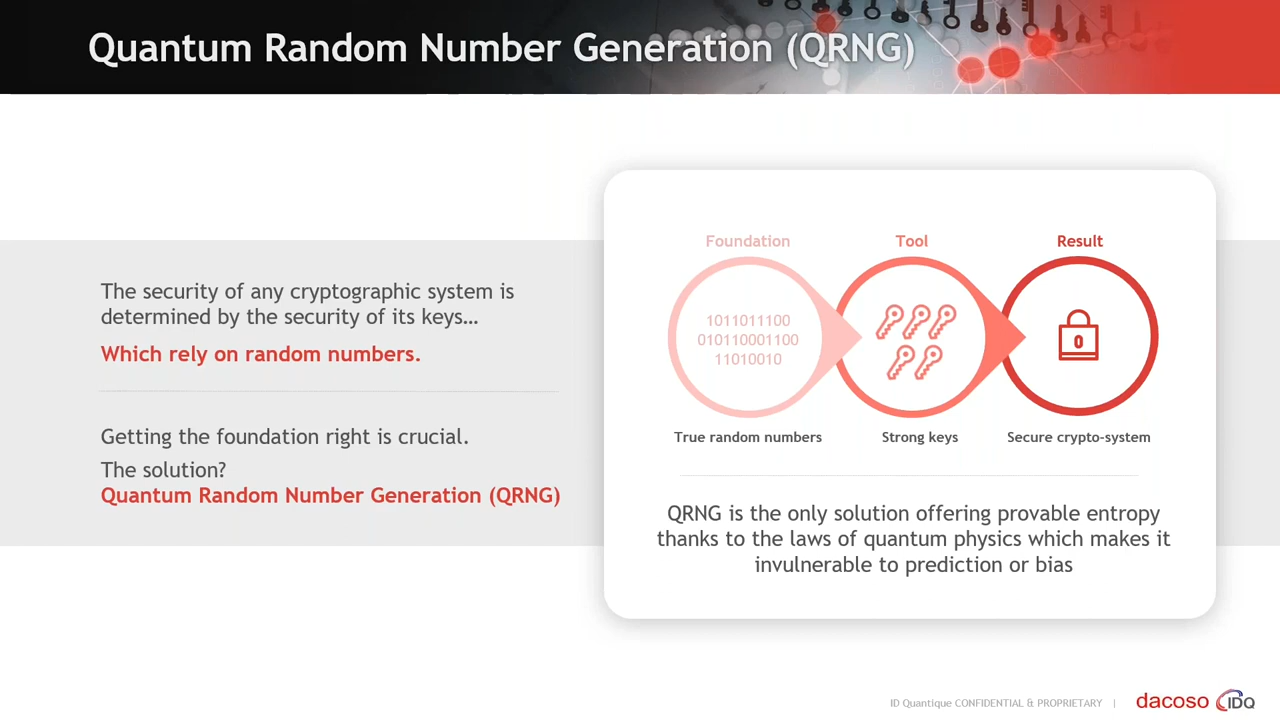 Quantum Random Number Generation (QRNG)
The security of any cryptographic system is
determined by the security of its keys…
Which rely on random numbers.
Getting the foundation right is crucial.
The solution?
Quantum Random Number Generation (QRNG)
Foundation
Tool
Result
1011011100
010110001100
11010010
0
True random numbers
Strong keys
Secure crypto-system
QRNG is the only solution offering provable entropy
thanks to the laws of quantum physics which makes it
invulnerable to prediction or bias
ID Quantique CONFIDENTIAL & PROPRIETARY |
dacoso IDQ